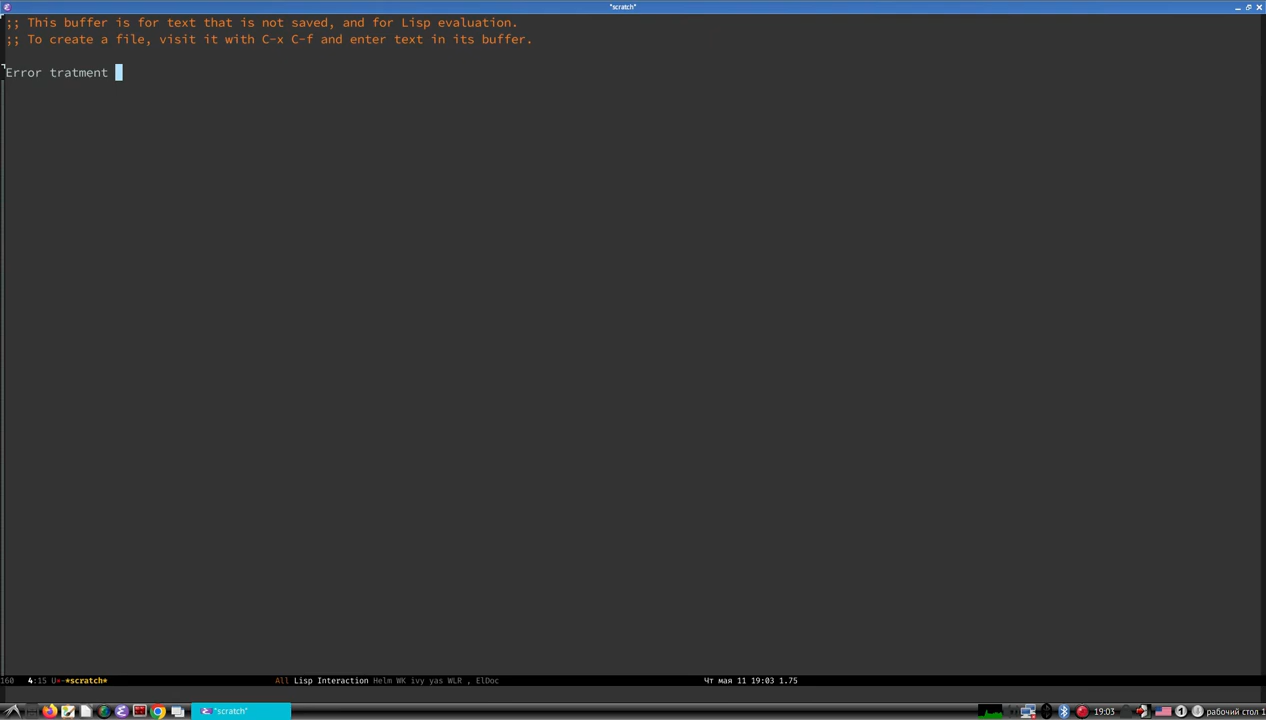 "scratch"
;; This buffer is for text that is not saved, and for Lisp evaluation.
;; To create a file, visit it with C-x C-f and enter text in its buffer.
Error tratment
160 4:15 U*-*scratch* All Lisp Interaction Helm WK ivy yas WLR , ElDoc Чт мая 11 19:03 1.75
"scratch" 19:03 1 рабочий стол 1